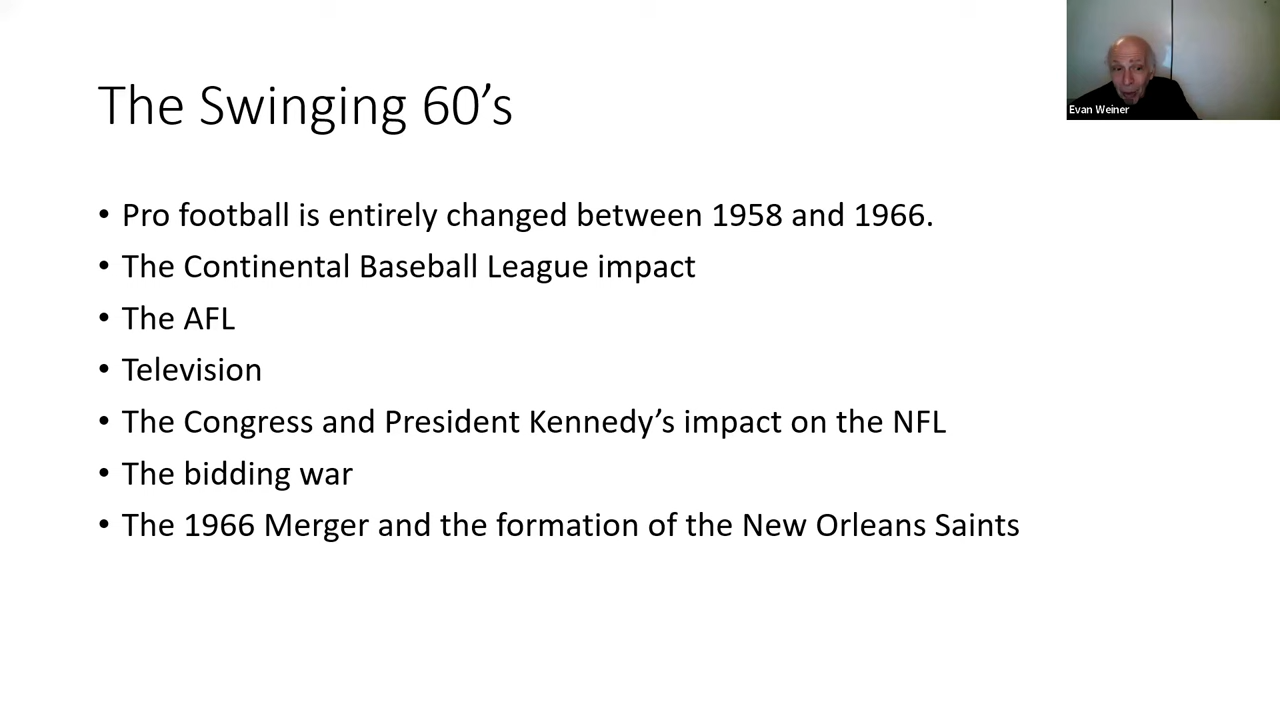 The Swinging 60’s
Evan Weiner
• Pro football is entirely changed between 1958 and 1966.
• The Continental Baseball League impact
• The AFL
• Television
• The Congress and President Kennedy’s impact on the NFL
• The bidding war
• The 1966 Merger and the formation of the New Orleans Saints